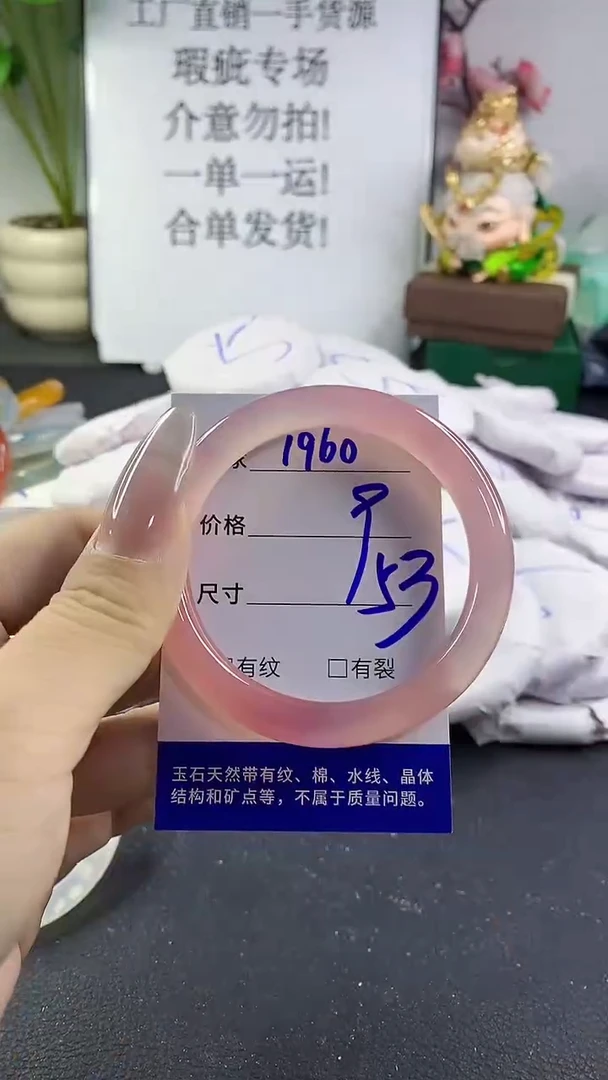 工厂直销一手货源
瑕疵专场
介意勿拍!
一单一运!
合单发货!
家 1960
价格
尺寸 53
有纹 □有裂
玉石天然带有纹、棉、水线、晶体
结构和矿点等，不属于质量问题。